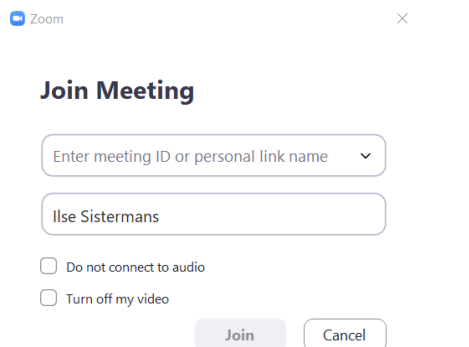 Zoom
Join Meeting
Enter meeting ID or personal link name
Ilse Sistermans
Do not connect to audio
Turn off my video
Join Cancel